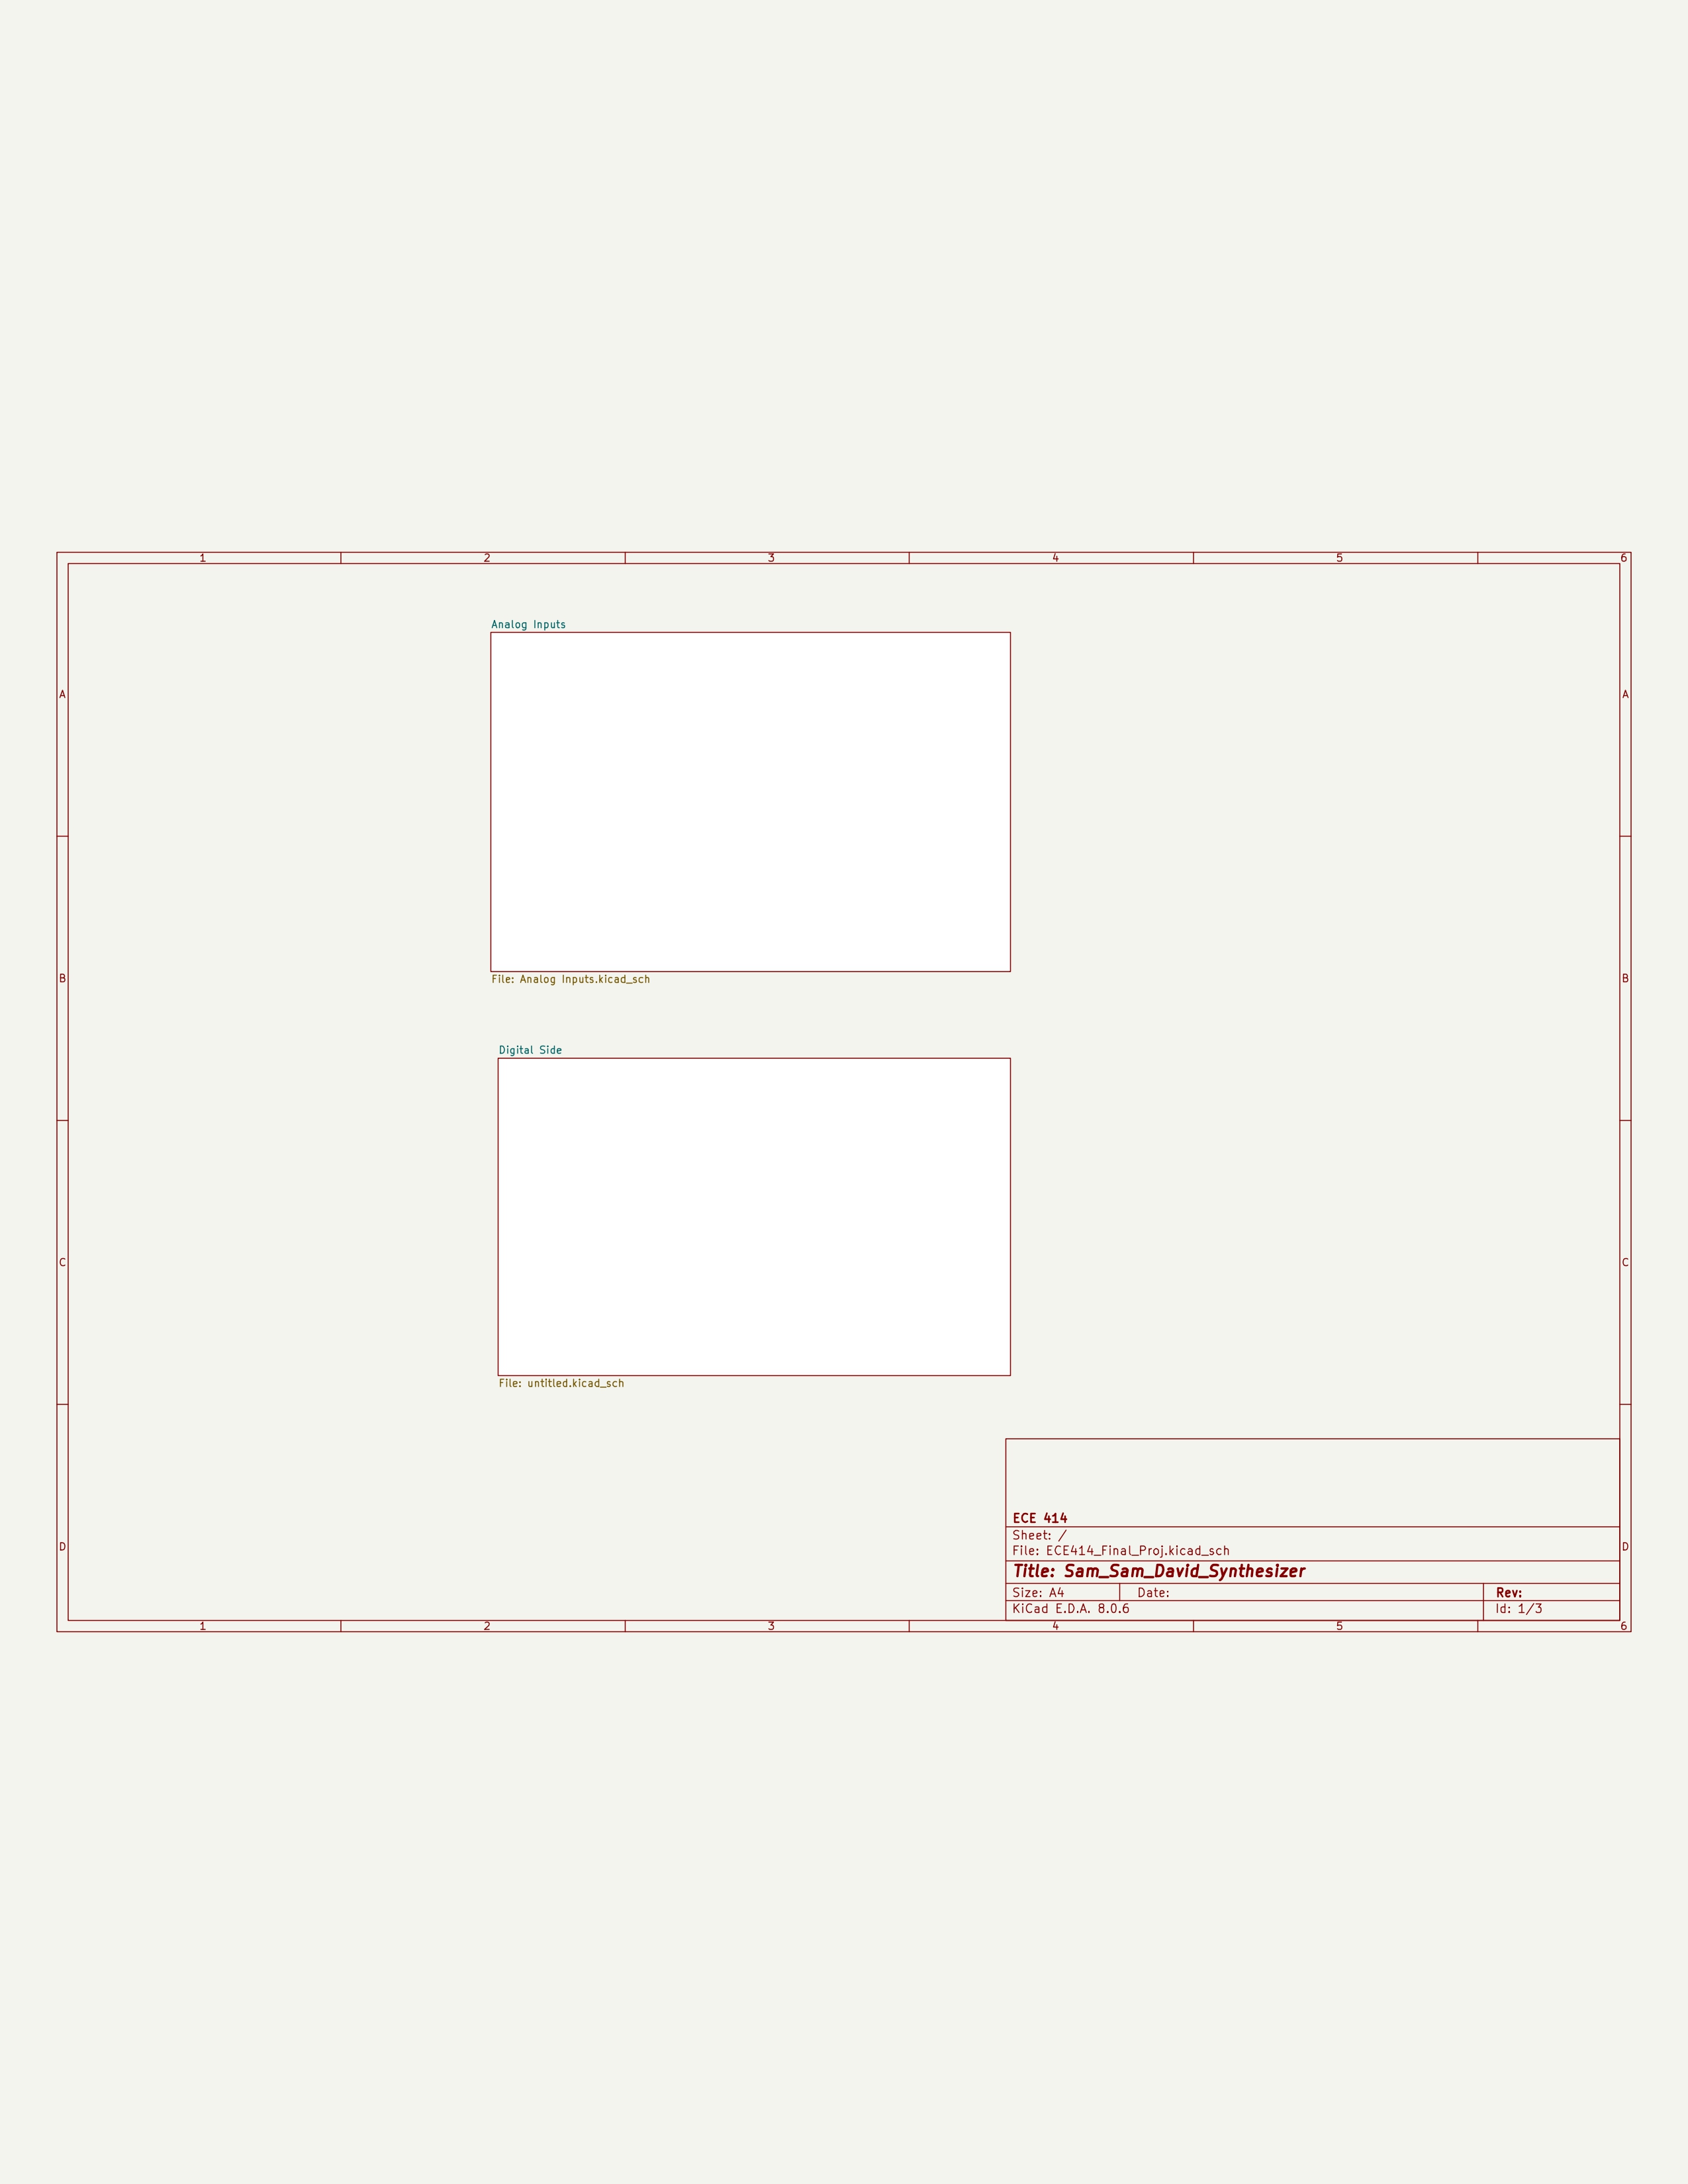 1 2 3 4 5 6
Analog Inputs
A A
File: Analog Inputs.kicad_sch
B B
Digital Side
C C
File: untitled.kicad_sch
ECE 414
Sheet: /
File: ECE414_Final_Proj.kicad_sch
D D
Title: Sam_Sam_David_Synthesizer
Size: A4 Date: Rev:
KiCad E.D.A. 8.0.6 Id: 1/3
1 2 3 4 5 6